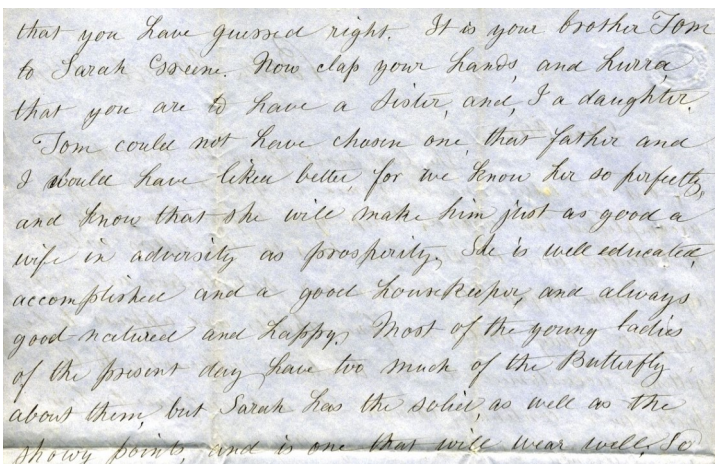 that you have guessed right. It is your brother Tom
to Sarah Greene. Now clap your hands, and hurra,
that you are to have a sister, and, I a daughter.
Tom could not have chosen one, that father and
I should have liked better, for we know her so perfectly,
and know that she will make him just as good a
wife in adversity as prosperity. She is well educated,
accomplished and a good housekeeper, and always
good natured and happy. Most of the young ladies
of the present day have too much of the Butterfly
about them, but Sarah has the solid, as well as the
showy points, and is one that will wear well. So